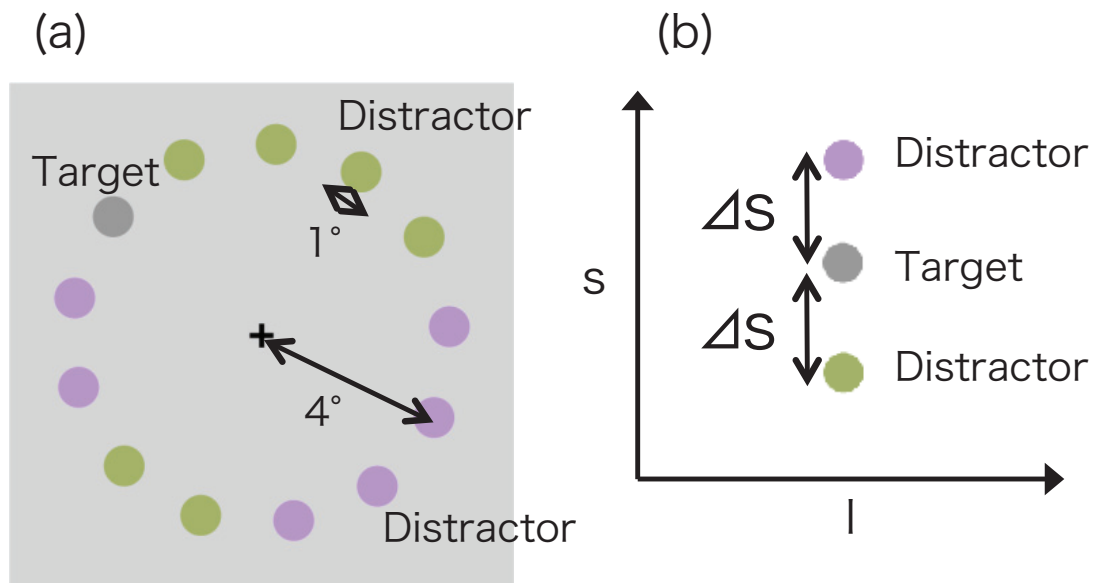 (a)
Distractor
Target
1°
4°
Distractor
(b)
Distractor
⊿S
s
Target
⊿S
Distractor
l